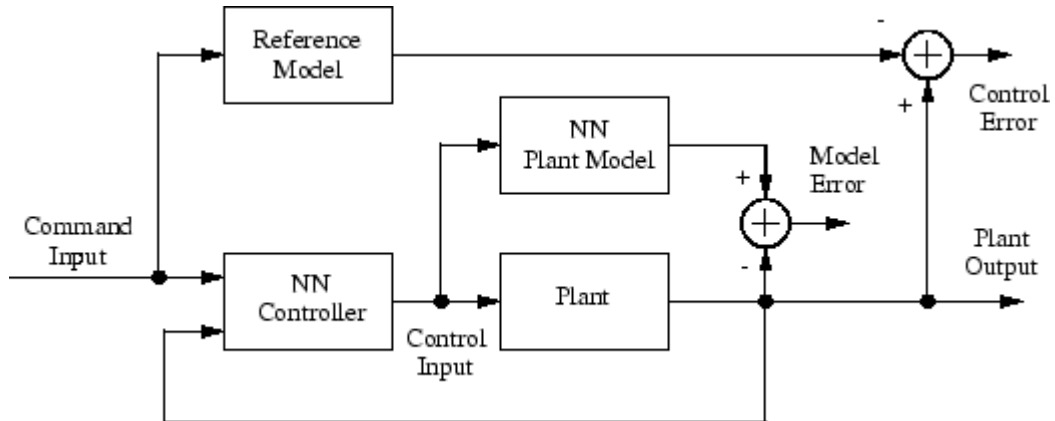 Reference
Model
-
+
Control
Error
NN
Plant Model
Model
Error
+
-
Command
Input
NN
Controller
Control
Input
Plant
Plant
Output